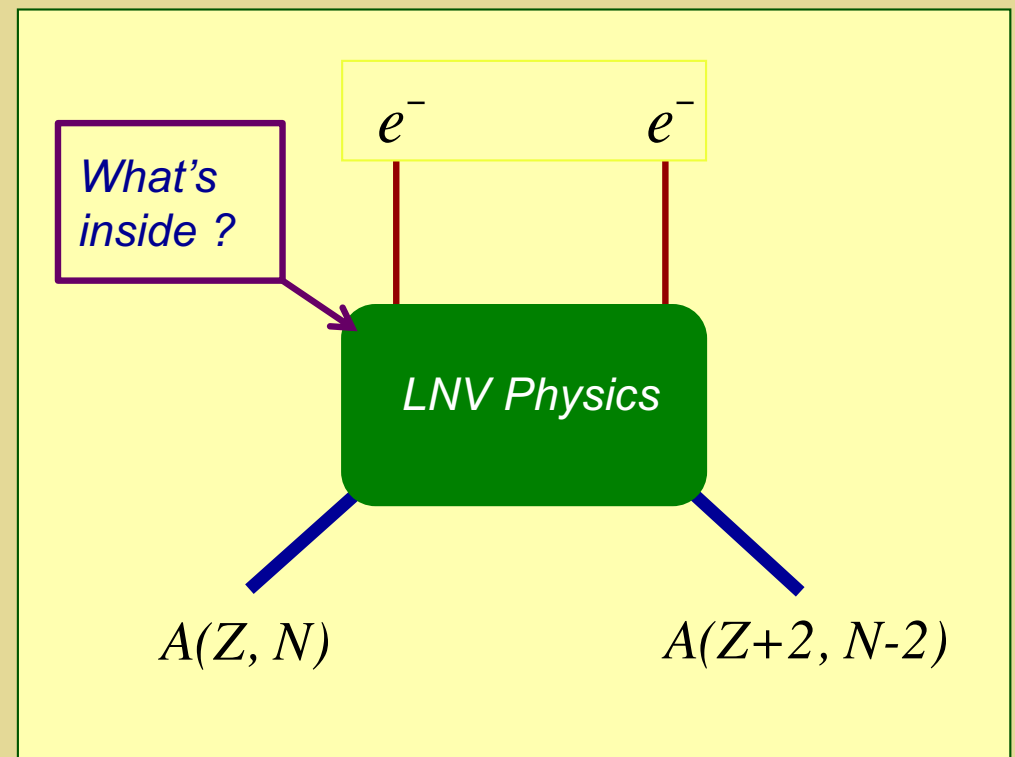 e⁻ e⁻
What's
inside ?
LNV Physics
A(Z, N) A(Z+2, N-2)